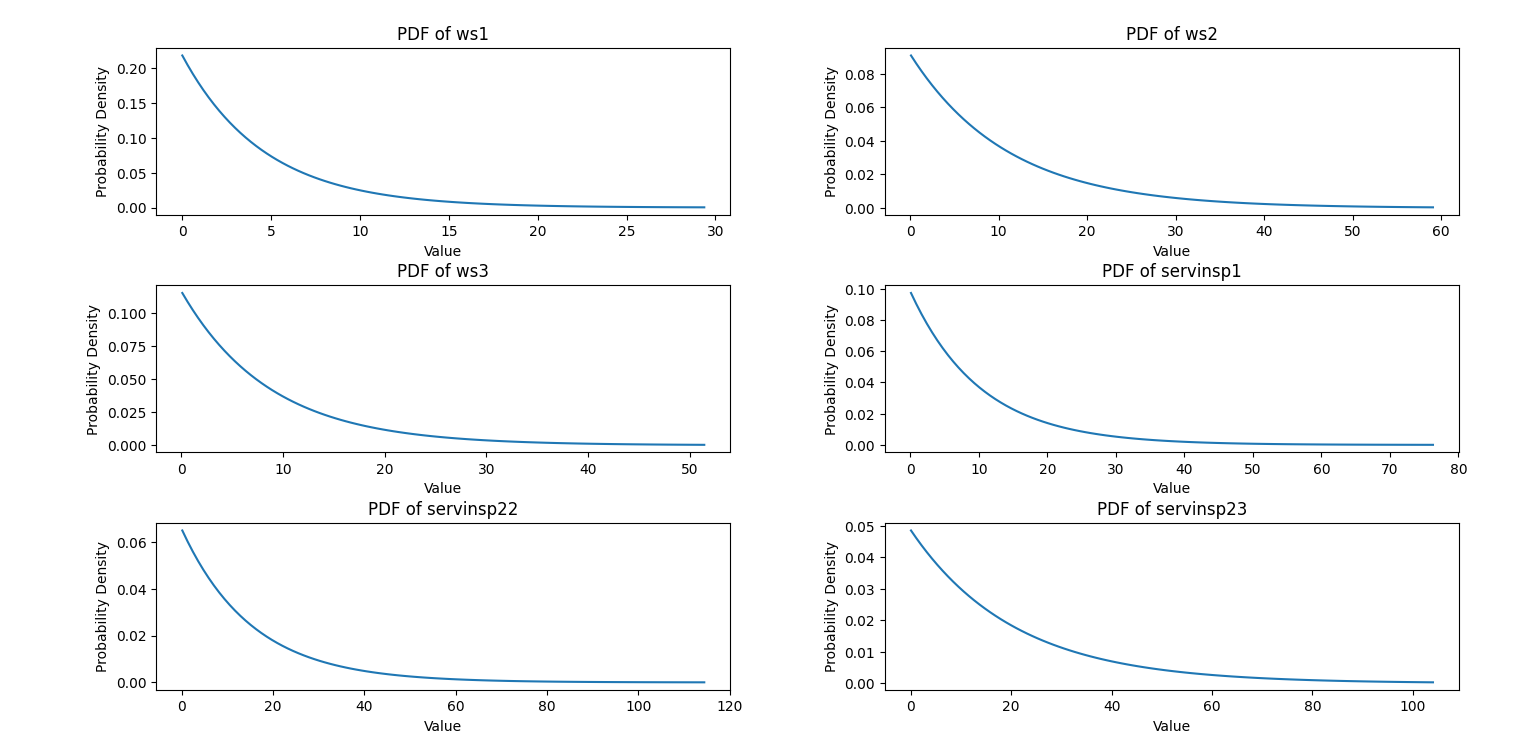 PDF of ws1
Probability Density
0.20
0.15
0.10
0.05
0.00
0 5 10 15 20 25 30
Value
PDF of ws2
Probability Density
0.08
0.06
0.04
0.02
0.00
0 10 20 30 40 50 60
Value
PDF of ws3
Probability Density
0.100
0.075
0.050
0.025
0.000
0 10 20 30 40 50
Value
PDF of servinsp1
Probability Density
0.10
0.08
0.06
0.04
0.02
0.00
0 10 20 30 40 50 60 70 80
Value
PDF of servinsp22
Probability Density
0.06
0.04
0.02
0.00
0 20 40 60 80 100 120
Value
PDF of servinsp23
Probability Density
0.05
0.04
0.03
0.02
0.01
0.00
0 20 40 60 80 100
Value